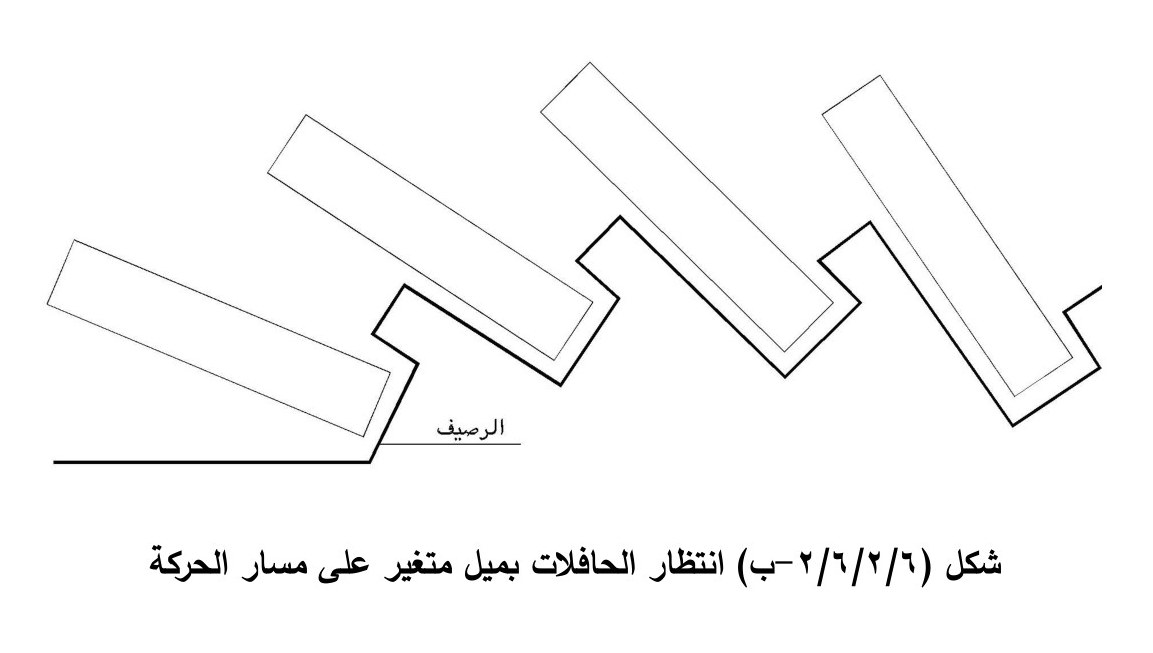 الرصيف
شكل (٢/٦/٢/٦-ب) انتظار الحافلات بميل متغير على مسار الحركة